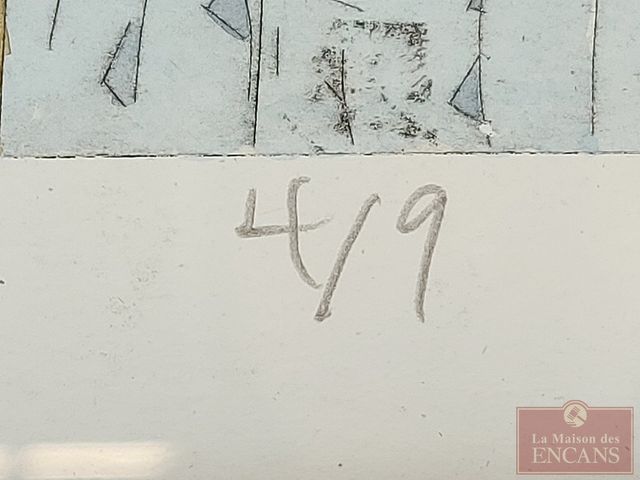 4/9
La Maison des
ENCANS